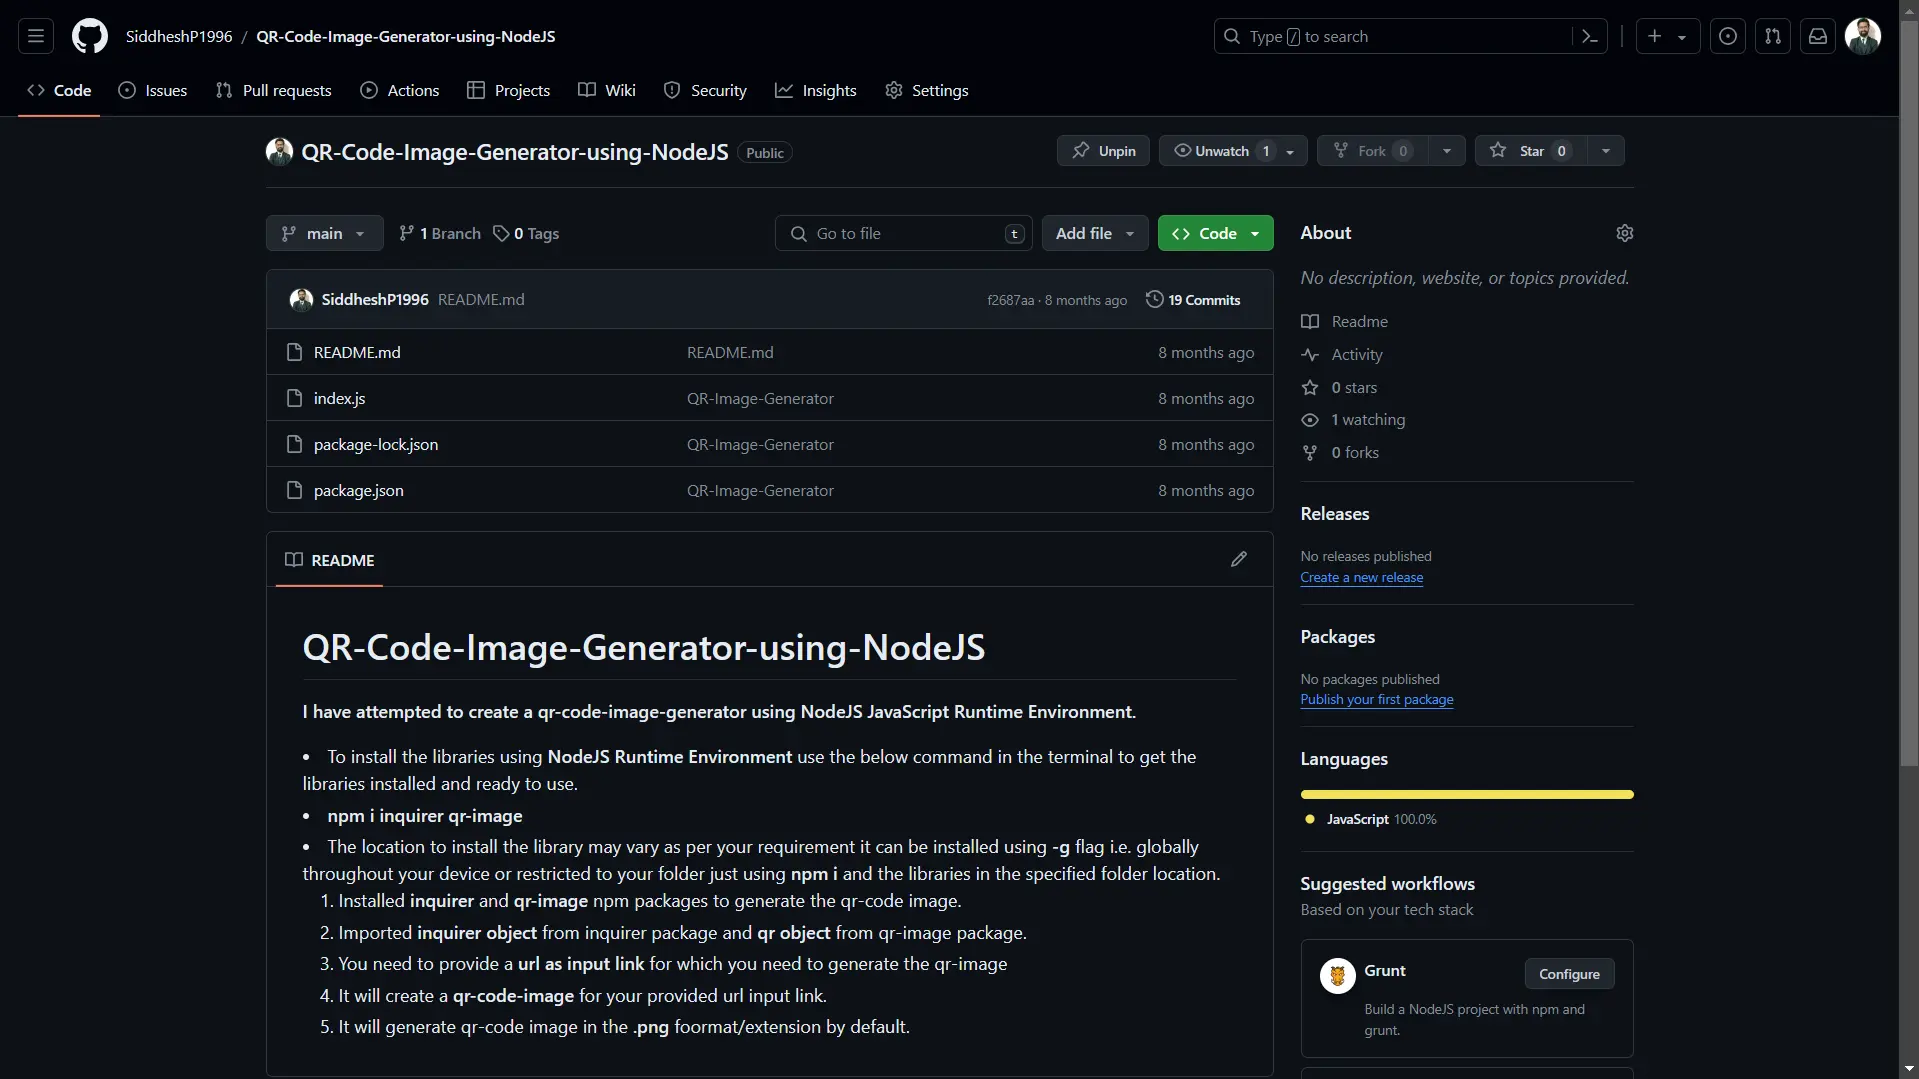 SiddheshP1996 / QR-Code-Image-Generator-using-NodeJS
Type / to search
Code Issues Pull requests Actions Projects Wiki Security Insights Settings
QR-Code-Image-Generator-using-NodeJS Public
Unpin Unwatch 1 Fork 0 Star 0
main 1 Branch 0 Tags
Go to file t Add file Code
SiddheshP1996 README.md f2687aa · 8 months ago 19 Commits
README.md README.md 8 months ago
index.js QR-Image-Generator 8 months ago
package-lock.json QR-Image-Generator 8 months ago
package.json QR-Image-Generator 8 months ago
README
QR-Code-Image-Generator-using-NodeJS
I have attempted to create a qr-code-image-generator using NodeJS JavaScript Runtime Environment.
• To install the libraries using NodeJS Runtime Environment use the below command in the terminal to get the
libraries installed and ready to use.
• npm i inquirer qr-image
• The location to install the library may vary as per your requirement it can be installed using -g flag i.e. globally
throughout your device or restricted to your folder just using npm i and the libraries in the specified folder location.
1. Installed inquirer and qr-image npm packages to generate the qr-code image.
2. Imported inquirer object from inquirer package and qr object from qr-image package.
3. You need to provide a url as input link for which you need to generate the qr-image
4. It will create a qr-code-image for your provided url input link.
5. It will generate qr-code image in the .png foormat/extension by default.
About
No description, website, or topics provided.
Readme
Activity
0 stars
1 watching
0 forks
Releases
No releases published
Create a new release
Packages
No packages published
Publish your first package
Languages
JavaScript 100.0%
Suggested workflows
Based on your tech stack
Grunt
Configure
Build a NodeJS project with npm and
grunt.